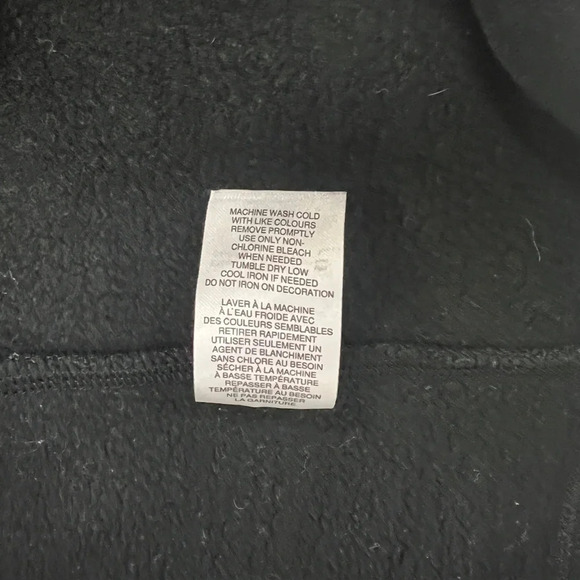 MACHINE WASH COLD
WITH LIKE COLOURS
REMOVE PROMPTLY
USE ONLY NON-
CHLORINE BLEACH
WHEN NEEDED
TUMBLE DRY LOW
COOL IRON IF NEEDED
DO NOT IRON ON DECORATION
LAVER À LA MACHINE
À L'EAU FROIDE AVEC
DES COULEURS SEMBLABLES
RETIRER RAPIDEMENT
UTILISER SEULEMENT UN
AGENT DE BLANCHIMENT
SANS CHLORE AU BESOIN
SÉCHER À LA MACHINE
À BASSE TEMPÉRATURE
REPASSER À BASSE
TEMPÉRATURE AU BESOIN
NE PAS REPASSER
LA GARNITURE